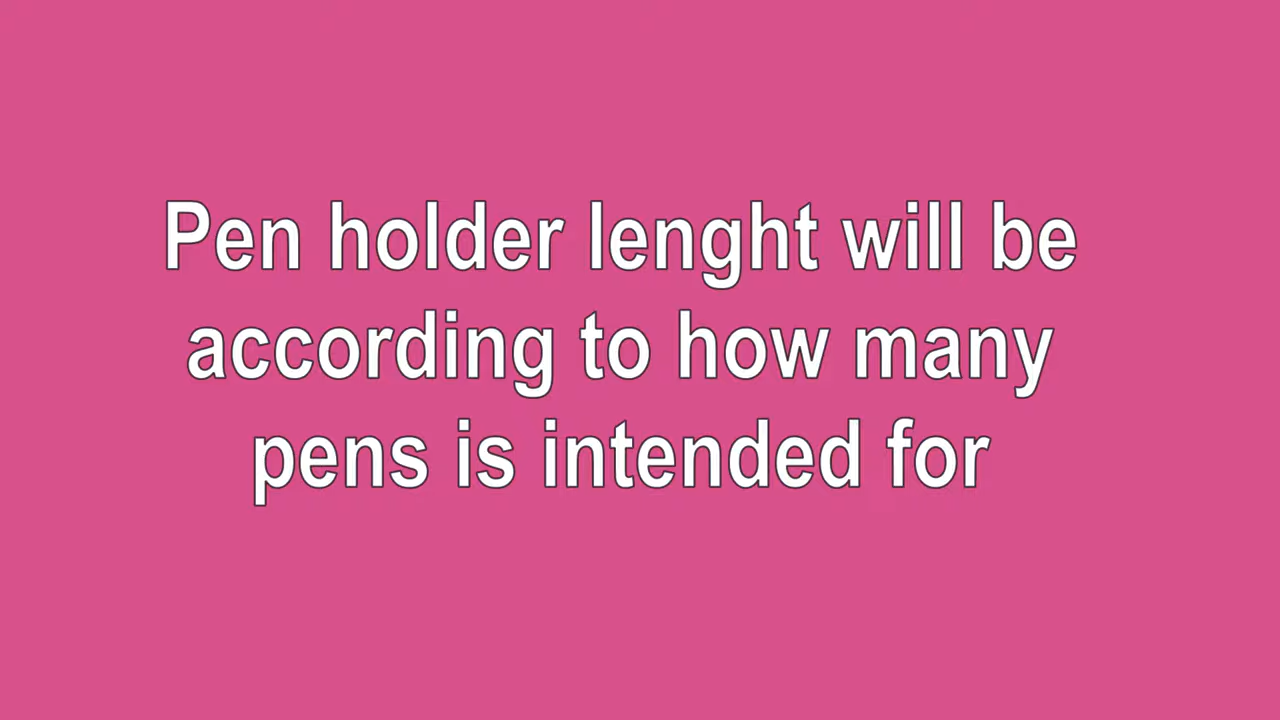 Pen holder lenght will be
according to how many
pens is intended for